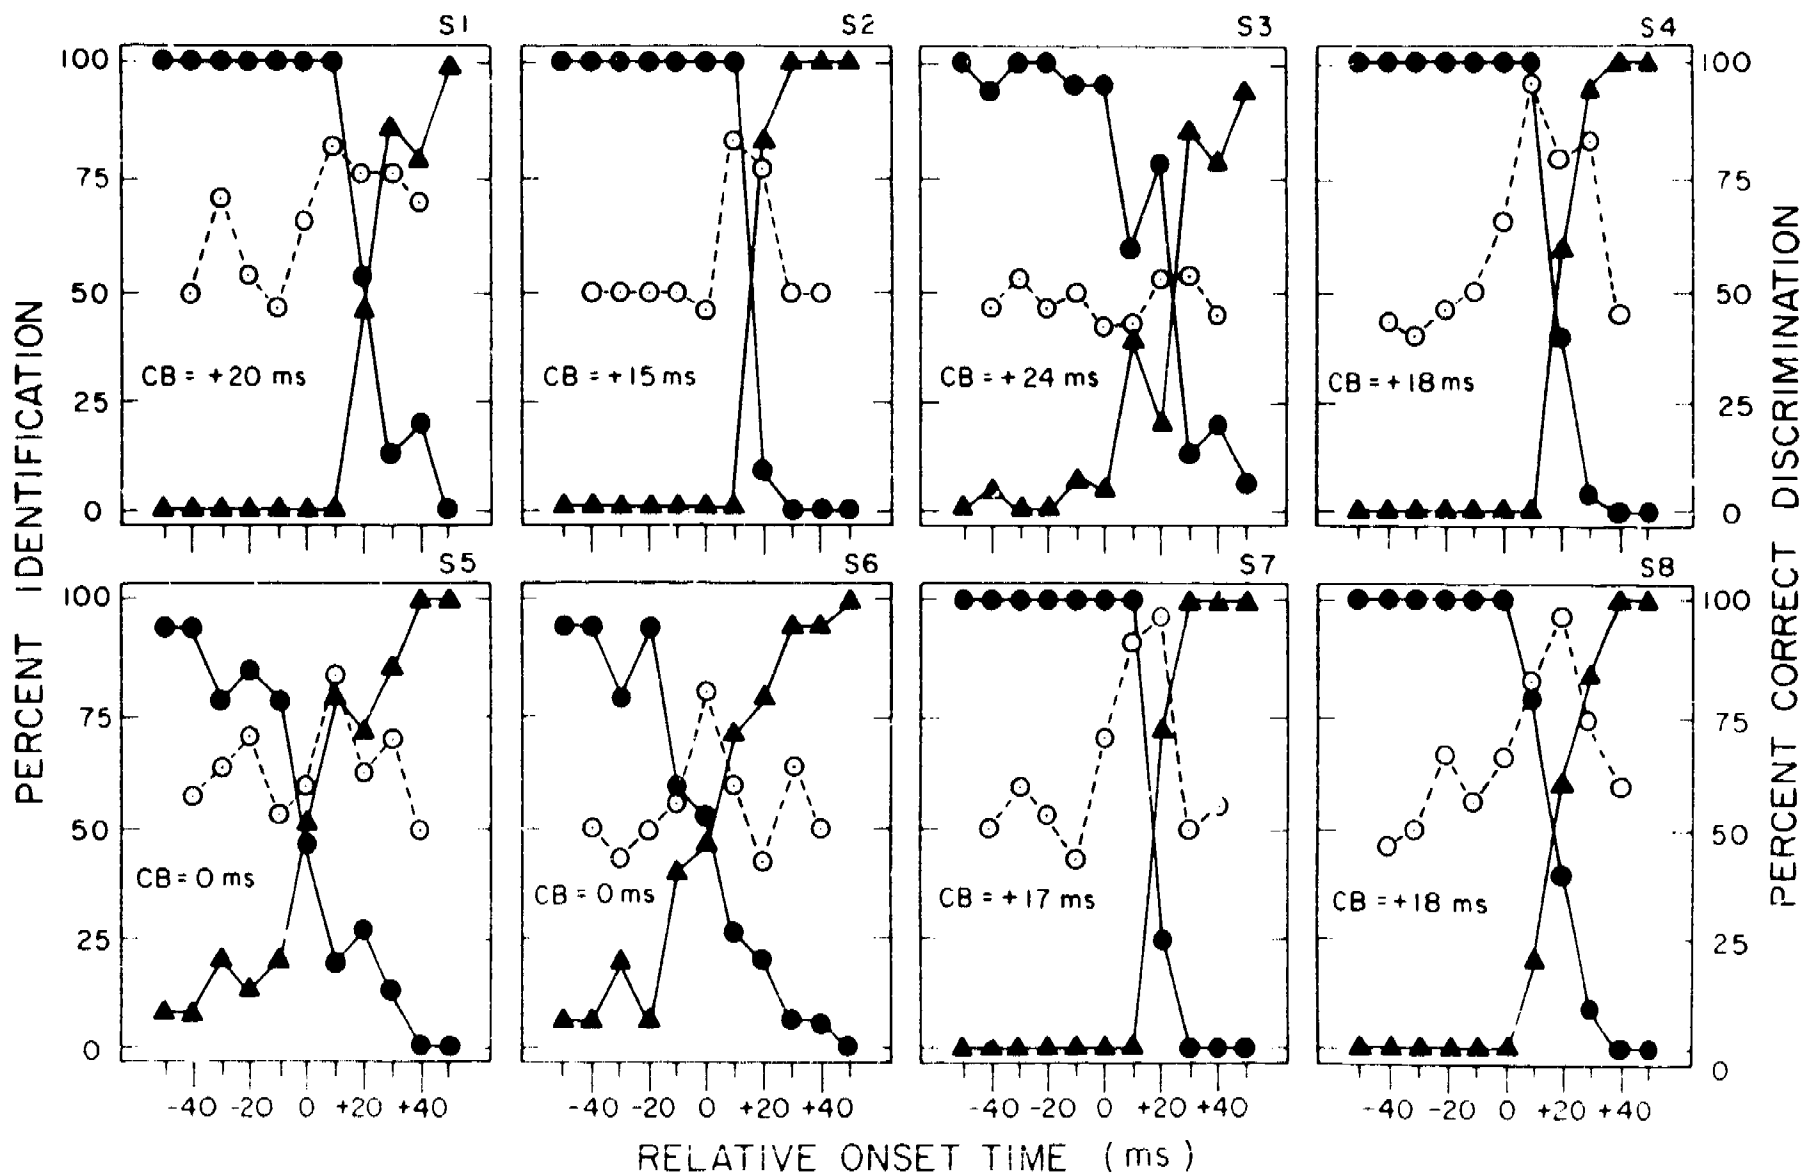 S1 S2 S3 S4
100 100
75 75
50 50
CB = +20 ms CB = +15 ms CB = +24 ms CB = +18 ms
25 25
0 0
S5 S6 S7 S8
100 100
75 75
50 50
CB = 0 ms CB = 0 ms CB = +17 ms CB = +18 ms
25 25
0 0
-40 -20 0 +20 +40 -40 -20 0 +20 +40 -40 -20 0 +20 +40 -40 -20 0 +20 +40
RELATIVE ONSET TIME (ms)
PERCENT IDENTIFICATION
PERCENT CORRECT DISCRIMINATION